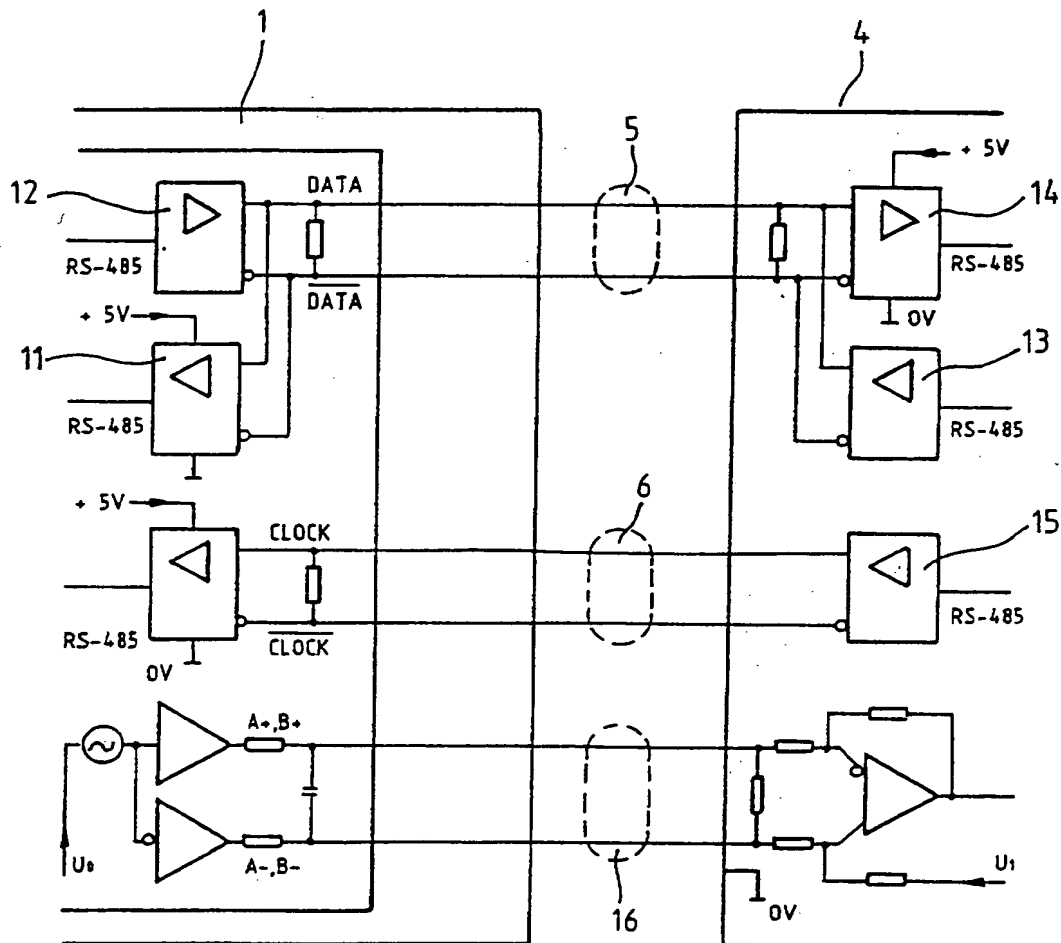 1
4
5
+ 5V
12
DATA
14
RS-485
RS-485
DATA
0V
+ 5V
11
13
RS-485
RS-485
+ 5V
6
CLOCK
15
RS-485
RS-485
CLOCK
0V
A+,B+
A-,B-
U0
16
0V
U1